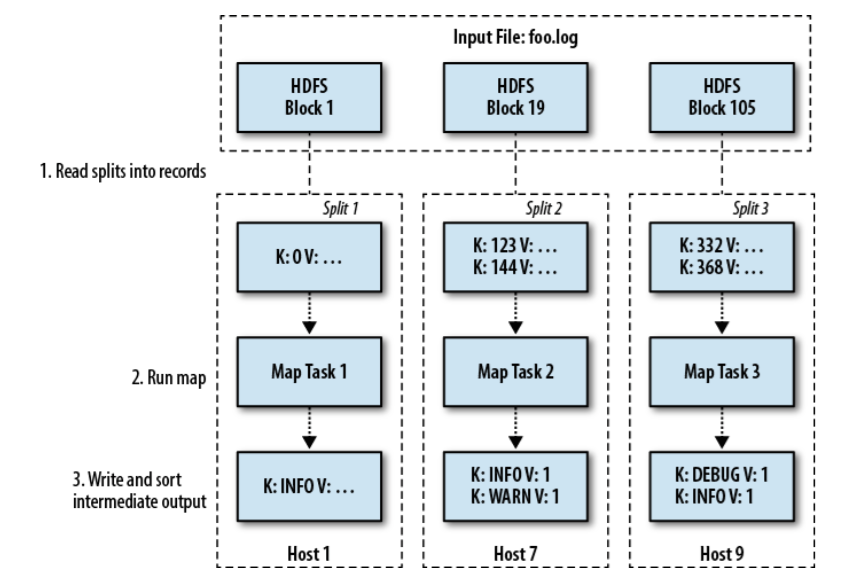 Input File: foo.log
HDFS
Block 1
HDFS
Block 19
HDFS
Block 105
1. Read splits into records
Split 1
Split 2
Split 3
K: 0 V: …
K: 123 V: …
K: 144 V: …
K: 332 V: …
K: 368 V: …
2. Run map
Map Task 1
Map Task 2
Map Task 3
3. Write and sort
intermediate output
K: INFO V: …
K: INFO V: 1
K: WARN V: 1
K: DEBUG V: 1
K: INFO V: 1
Host 1
Host 7
Host 9